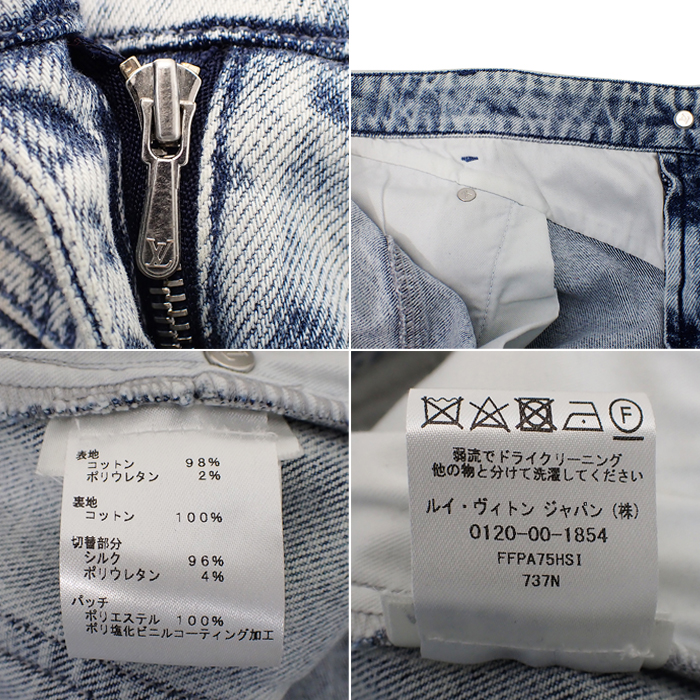 LV
表地
コットン 98%
ポリウレタン 2%
裏地
コットン 100%
切替部分
シルク 96%
ポリウレタン 4%
パッチ
ポリエステル 100%
ポリ塩化ビニルコーティング加工
F
弱流でドライクリーニング
他の物と分けて洗濯してください
ルイ・ヴィトン ジャパン (株)
0120-00-1854
FFPA75HSI
737N